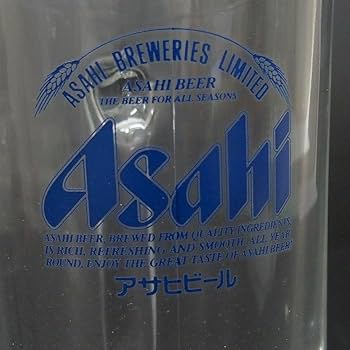 ASAHI BREWERIES LIMITED
ASAHI BEER
THE BEER FOR ALL SEASONS
Asahi
ASAHI BEER, BREWED FROM QUALITY INGREDIENTS,
IS RICH, REFRESHING AND SMOOTH. ALL YEAR
ROUND, ENJOY THE GREAT TASTE OF ASAHI BEER!
アサヒビール